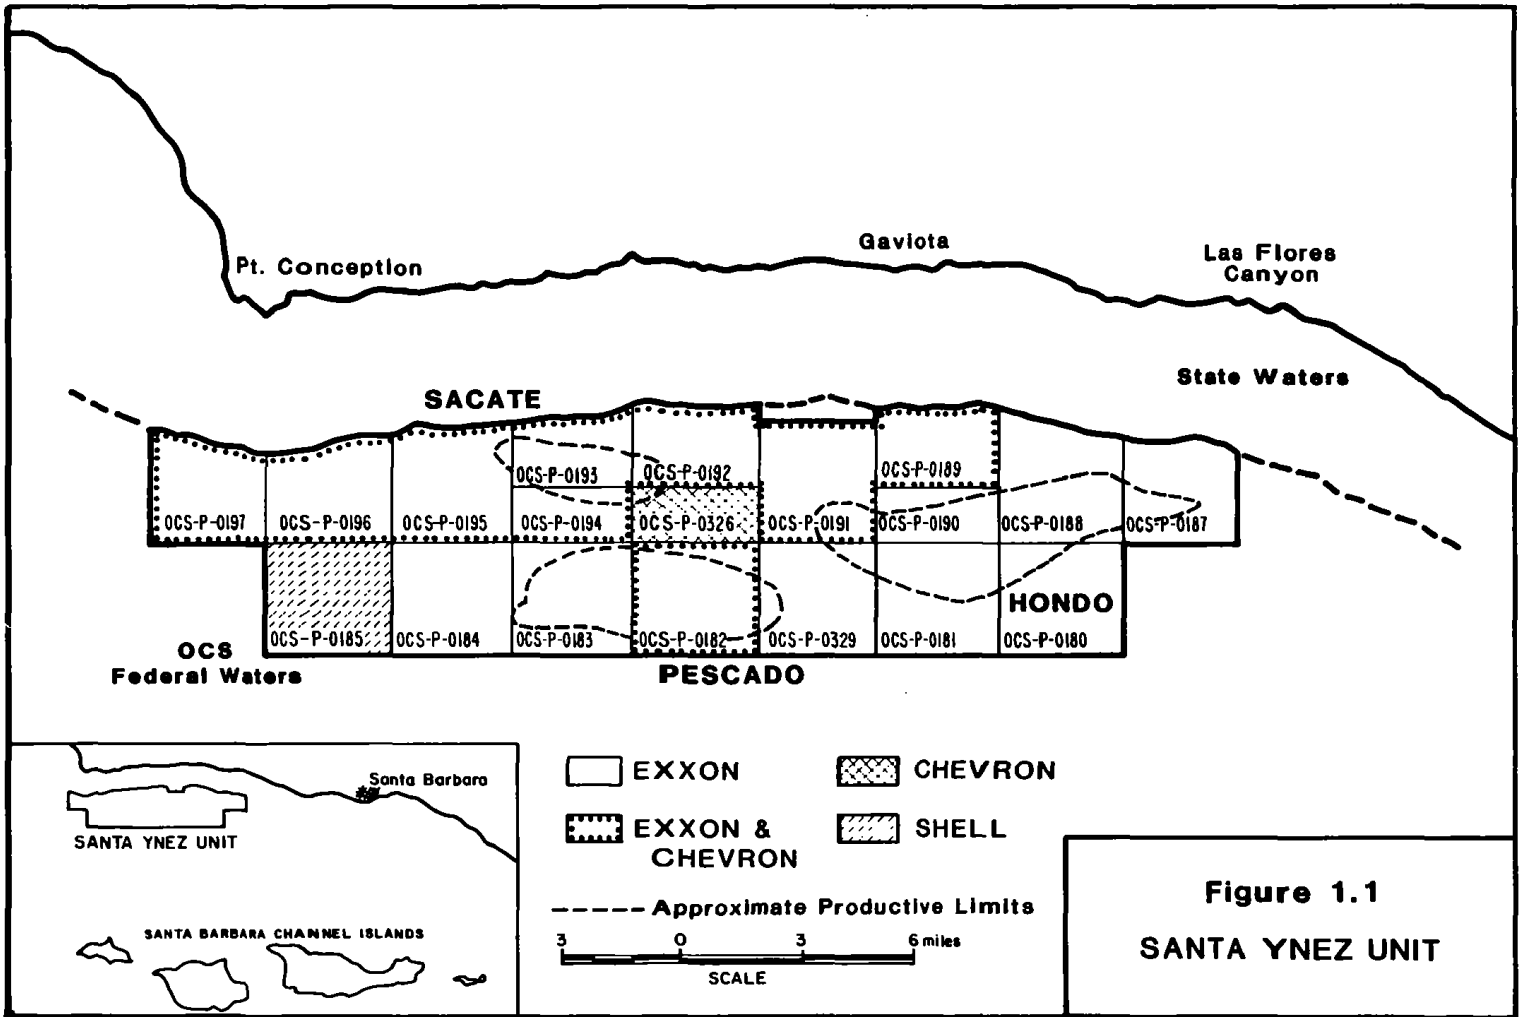 Pt. Conception
Gaviota
Las Flores
Canyon
State Waters
SACATE
OCS-P-0193
OCS-P-0192
OCS-P-0189
OCS-P-0197
OCS-P-0196
OCS-P-0195
OCS-P-0194
OCS-P-0326
OCS-P-0191
OCS-P-0190
OCS-P-0188
OCS-P-0187
HONDO
OCS-P-0185
OCS-P-0184
OCS-P-0183
OCS-P-0182
OCS-P-0329
OCS-P-0181
OCS-P-0180
OCS
Federal Waters
PESCADO
Santa Barbara
SANTA YNEZ UNIT
SANTA BARBARA CHANNEL ISLANDS
EXXON
CHEVRON
EXXON &
CHEVRON
SHELL
Approximate Productive Limits
3 0 3 6 miles
SCALE
Figure 1.1
SANTA YNEZ UNIT